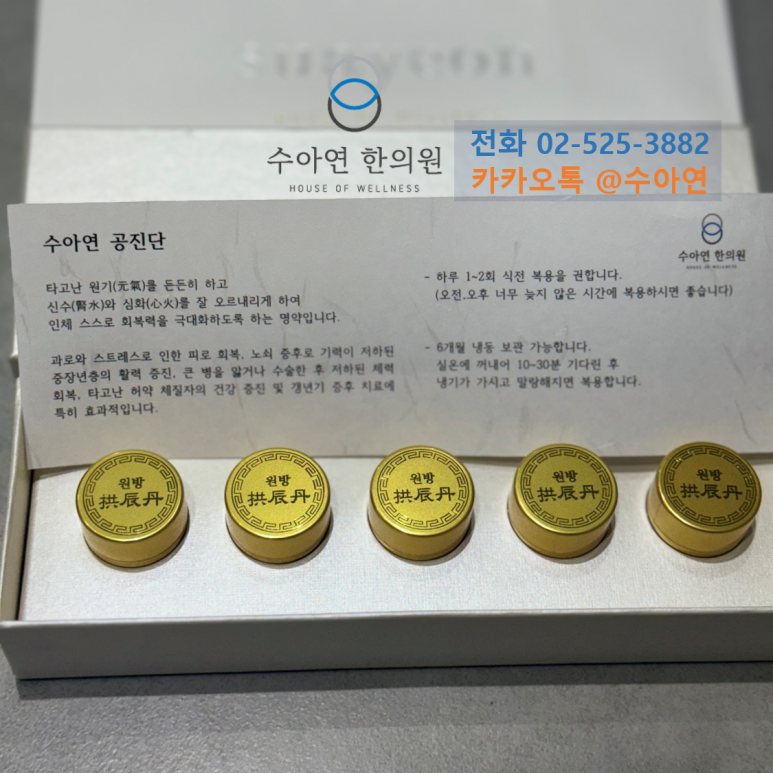 수아연 한의원
HOUSE OF WELLNESS
전화 02-525-3882
카카오톡 @수아연
수아연 공진단
타고난 원기(元氣)를 든든히 하고
신수(腎水)와 심화(心火)를 잘 오르내리게 하여
인체 스스로 회복력을 극대화하도록 하는 명약입니다.
과로와 스트레스로 인한 피로 회복, 노쇠 증후로 기력이 저하된
중장년층의 활력 증진, 큰 병을 앓거나 수술한 후 저하된 체력
회복, 타고난 허약 체질자의 건강 증진 및 갱년기 증후 치료에
특히 효과적입니다.
수아연 한의원
HOUSE OF WELLNESS
- 하루 1~2회 식전 복용을 권합니다.
(오전,오후 너무 늦지 않은 시간에 복용하시면 좋습니다)
- 6개월 냉동 보관 가능합니다.
실온에 꺼내어 10-30분 기다린 후
냉기가 가시고 말랑해지면 복용합니다.
원방
拱辰丹
원방
拱辰丹
원방
拱辰丹
원방
拱辰丹
원방
拱辰丹